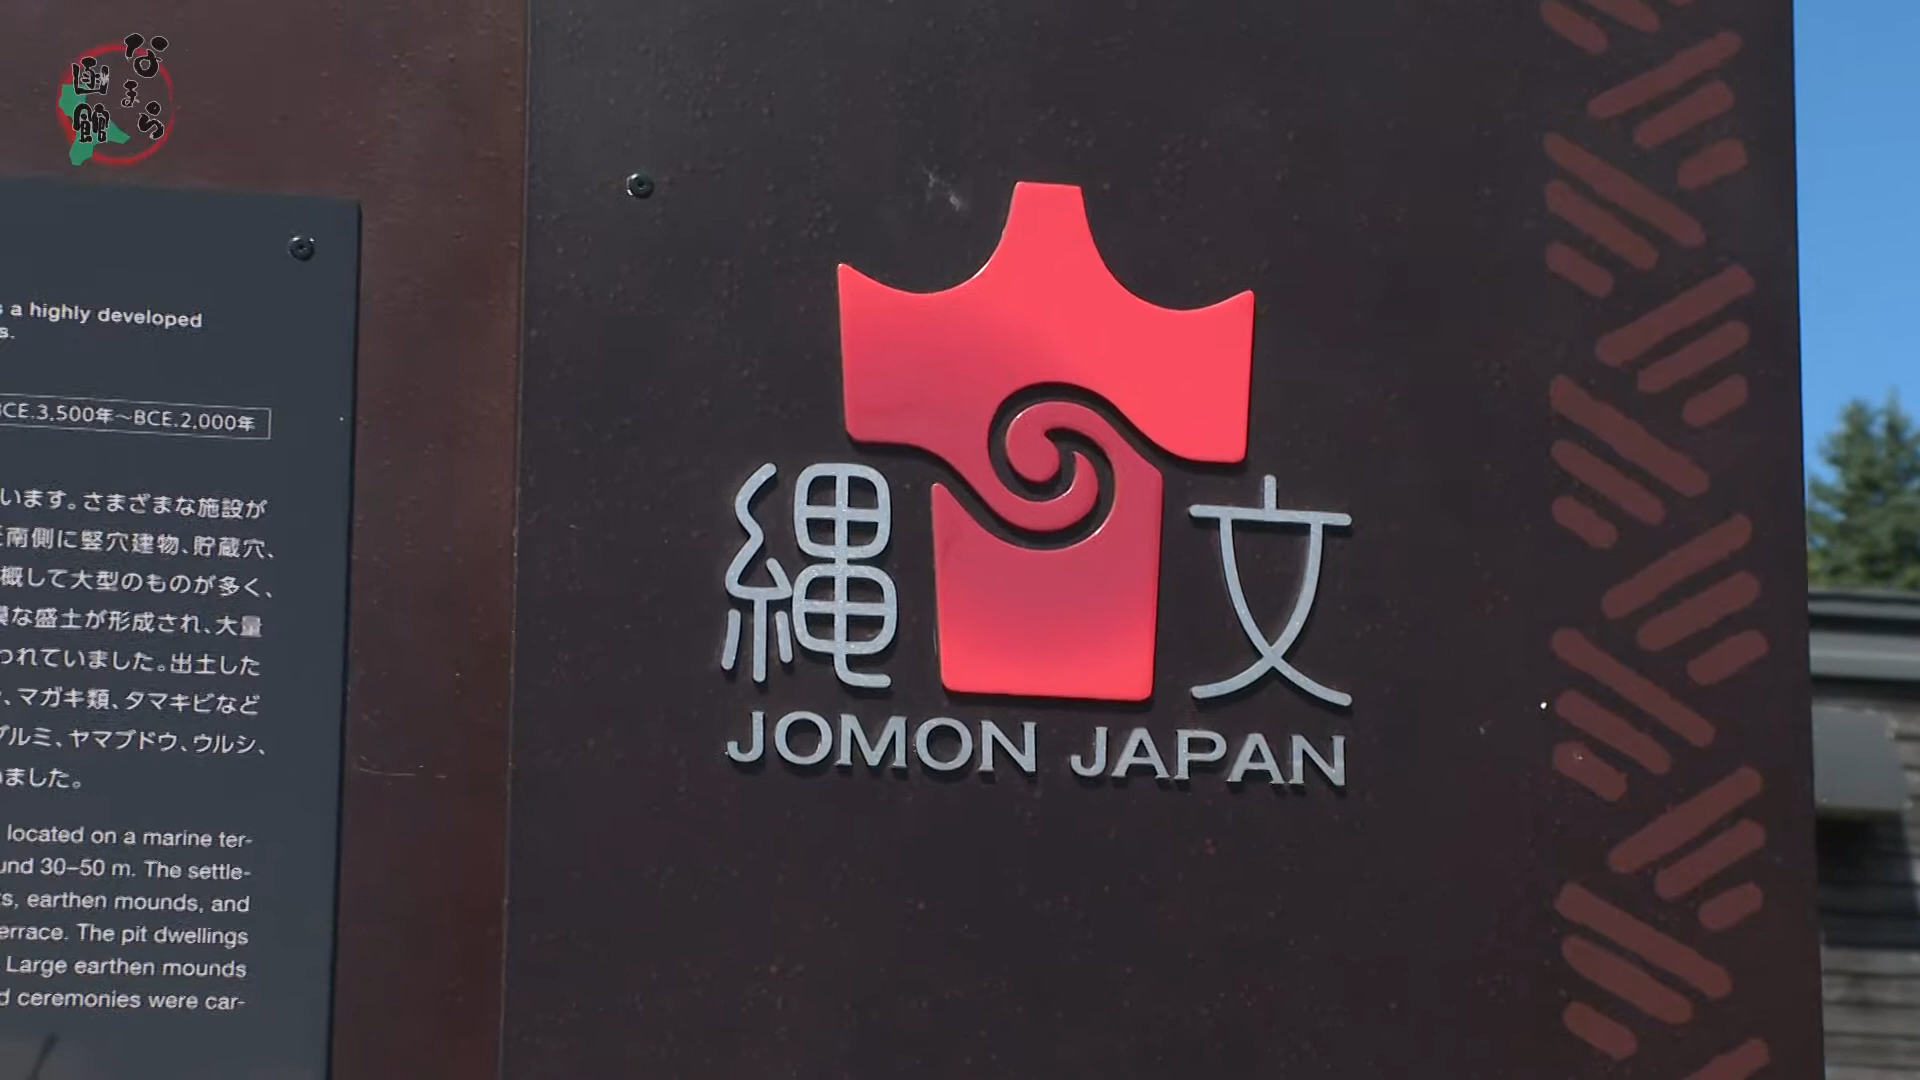 なまら
函館
s a highly developed
s.
BCE.3,500年～BCE.2,000年
います。さまざまな施設が
南側に竪穴建物、貯蔵穴、
概して大型のものが多く、
な盛土が形成され、大量
われていました。出土した
、マガキ類、タマキビなど
グルミ、ヤマブドウ、ウルシ、
いました。
located on a marine ter-
und 30–50 m. The settle-
s, earthen mounds, and
errace. The pit dwellings
Large earthen mounds
d ceremonies were car-
縄文
JOMON JAPAN